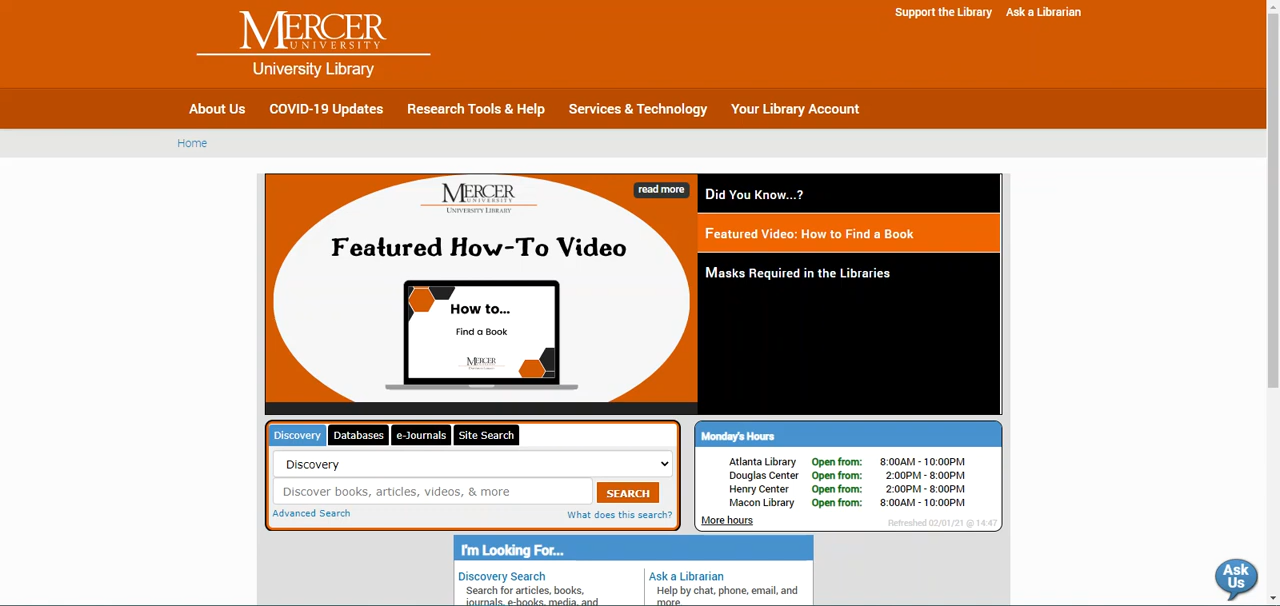 Support the Library Ask a Librarian
MERCER
UNIVERSITY
University Library
About Us COVID-19 Updates Research Tools & Help Services & Technology Your Library Account
Home
MERCER
UNIVERSITY
UNIVERSITY LIBRARY
read more
Featured How-To Video
How to...
Find a Book
MERCER
Did You Know...?
Featured Video: How to Find a Book
Masks Required in the Libraries
Discovery Databases e-Journals Site Search
Discovery
Discover books, articles, videos, & more SEARCH
Advanced Search What does this search?
Monday's Hours
Atlanta Library Open from: 8:00AM - 10:00PM
Douglas Center Open from: 2:00PM - 8:00PM
Henry Center Open from: 2:00PM - 8:00PM
Macon Library Open from: 8:00AM - 10:00PM
More hours Refreshed 02/01/21 @ 14:47
I'm Looking For...
Discovery Search
Search for articles, books,
journals, e-books, media, and
Ask a Librarian
Help by chat, phone, email, and
more.
Ask
Us